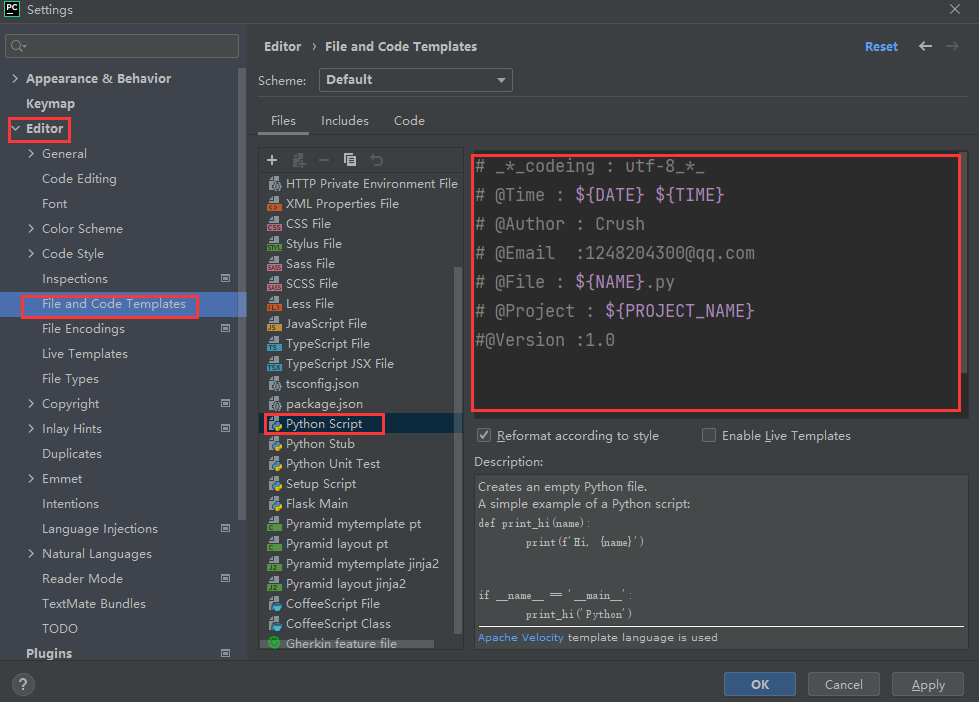 PC Settings
Appearance & Behavior
Keymap
Editor
General
Code Editing
Font
Color Scheme
Code Style
Inspections
File and Code Templates
File Encodings
Live Templates
File Types
Copyright
Inlay Hints
Duplicates
Emmet
Intentions
Language Injections
Natural Languages
Reader Mode
TextMate Bundles
TODO
Plugins
Editor › File and Code Templates
Reset
Scheme: Default
Files Includes Code
HTTP Private Environment File
XML Properties File
CSS File
Stylus File
Sass File
SCSS File
Less File
JavaScript File
TypeScript File
TypeScript JSX File
tsconfig.json
package.json
Python Script
Python Stub
Python Unit Test
Setup Script
Flask Main
Pyramid mytemplate pt
Pyramid layout pt
Pyramid mytemplate jinja2
Pyramid layout jinja2
CoffeeScript File
CoffeeScript Class
Gherkin feature file
# _*_codeing : utf-8_*_
# @Time : ${DATE} ${TIME}
# @Author : Crush
# @Email  :1248204300@qq.com
# @File : ${NAME}.py
# @Project : ${PROJECT_NAME}
#@Version :1.0
Reformat according to style
Enable Live Templates
Description:
Creates an empty Python file.
A simple example of a Python script:
def print_hi(name):
print(f'Hi, {name}')
if __name__ == '__main__':
print_hi('Python')
Apache Velocity template language is used
?
OK Cancel Apply